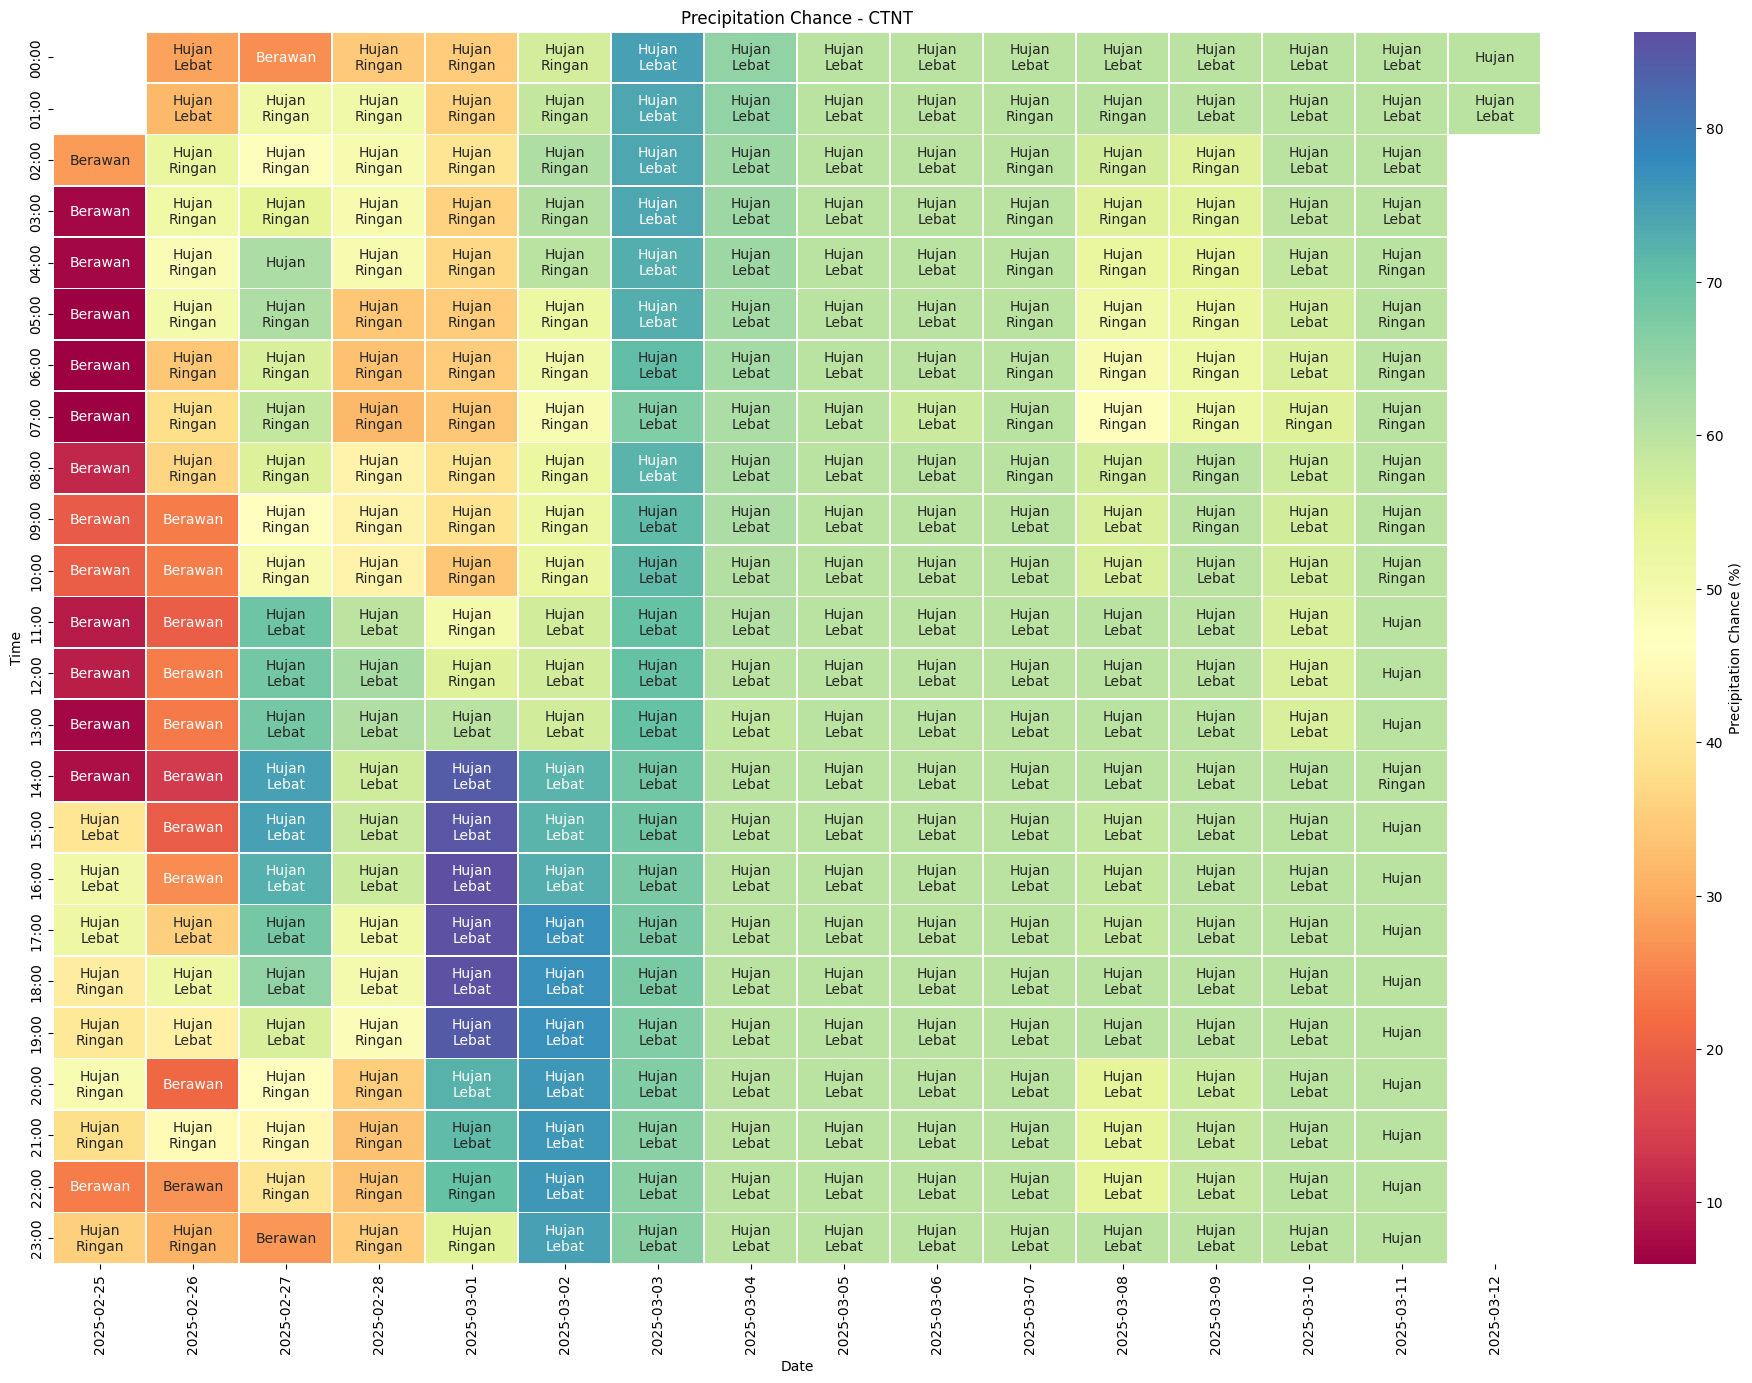 Precipitation Chance - CTNT
00:00 Hujan Lebat Berawan Hujan Ringan Hujan Ringan Hujan Ringan Hujan Lebat Hujan Lebat Hujan Lebat Hujan Lebat Hujan Lebat Hujan Lebat Hujan Lebat Hujan Lebat Hujan Lebat Hujan
01:00 Hujan Lebat Hujan Ringan Hujan Ringan Hujan Ringan Hujan Ringan Hujan Lebat Hujan Lebat Hujan Lebat Hujan Lebat Hujan Ringan Hujan Ringan Hujan Lebat Hujan Lebat Hujan Lebat Hujan Lebat
02:00 Berawan Hujan Ringan Hujan Ringan Hujan Ringan Hujan Ringan Hujan Ringan Hujan Lebat Hujan Lebat Hujan Lebat Hujan Lebat Hujan Ringan Hujan Ringan Hujan Ringan Hujan Lebat Hujan Lebat
03:00 Berawan Hujan Ringan Hujan Ringan Hujan Ringan Hujan Ringan Hujan Ringan Hujan Lebat Hujan Lebat Hujan Lebat Hujan Lebat Hujan Ringan Hujan Ringan Hujan Ringan Hujan Lebat Hujan Lebat
04:00 Berawan Hujan Ringan Hujan Hujan Ringan Hujan Ringan Hujan Ringan Hujan Lebat Hujan Lebat Hujan Lebat Hujan Lebat Hujan Ringan Hujan Ringan Hujan Ringan Hujan Lebat Hujan Ringan
05:00 Berawan Hujan Ringan Hujan Ringan Hujan Ringan Hujan Ringan Hujan Ringan Hujan Lebat Hujan Lebat Hujan Lebat Hujan Lebat Hujan Ringan Hujan Ringan Hujan Ringan Hujan Lebat Hujan Ringan
06:00 Berawan Hujan Ringan Hujan Ringan Hujan Ringan Hujan Ringan Hujan Ringan Hujan Lebat Hujan Lebat Hujan Lebat Hujan Lebat Hujan Ringan Hujan Ringan Hujan Ringan Hujan Lebat Hujan Ringan
07:00 Berawan Hujan Ringan Hujan Ringan Hujan Ringan Hujan Ringan Hujan Ringan Hujan Lebat Hujan Lebat Hujan Lebat Hujan Lebat Hujan Ringan Hujan Ringan Hujan Ringan Hujan Ringan Hujan Ringan
08:00 Berawan Hujan Ringan Hujan Ringan Hujan Ringan Hujan Ringan Hujan Ringan Hujan Lebat Hujan Lebat Hujan Lebat Hujan Lebat Hujan Ringan Hujan Ringan Hujan Ringan Hujan Lebat Hujan Ringan
09:00 Berawan Berawan Hujan Ringan Hujan Ringan Hujan Ringan Hujan Ringan Hujan Lebat Hujan Lebat Hujan Lebat Hujan Lebat Hujan Lebat Hujan Lebat Hujan Ringan Hujan Lebat Hujan Ringan
10:00 Berawan Berawan Hujan Ringan Hujan Ringan Hujan Ringan Hujan Ringan Hujan Lebat Hujan Lebat Hujan Lebat Hujan Lebat Hujan Lebat Hujan Lebat Hujan Lebat Hujan Lebat Hujan Ringan
11:00 Berawan Berawan Hujan Lebat Hujan Lebat Hujan Ringan Hujan Lebat Hujan Lebat Hujan Lebat Hujan Lebat Hujan Lebat Hujan Lebat Hujan Lebat Hujan Lebat Hujan Lebat Hujan
12:00 Berawan Berawan Hujan Lebat Hujan Lebat Hujan Ringan Hujan Lebat Hujan Lebat Hujan Lebat Hujan Lebat Hujan Lebat Hujan Lebat Hujan Lebat Hujan Lebat Hujan Lebat Hujan
13:00 Berawan Berawan Hujan Lebat Hujan Lebat Hujan Lebat Hujan Lebat Hujan Lebat Hujan Lebat Hujan Lebat Hujan Lebat Hujan Lebat Hujan Lebat Hujan Lebat Hujan Lebat Hujan
14:00 Berawan Berawan Hujan Lebat Hujan Lebat Hujan Lebat Hujan Lebat Hujan Lebat Hujan Lebat Hujan Lebat Hujan Lebat Hujan Lebat Hujan Lebat Hujan Lebat Hujan Lebat Hujan Ringan
15:00 Hujan Lebat Berawan Hujan Lebat Hujan Lebat Hujan Lebat Hujan Lebat Hujan Lebat Hujan Lebat Hujan Lebat Hujan Lebat Hujan Lebat Hujan Lebat Hujan Lebat Hujan Lebat Hujan
16:00 Hujan Lebat Berawan Hujan Lebat Hujan Lebat Hujan Lebat Hujan Lebat Hujan Lebat Hujan Lebat Hujan Lebat Hujan Lebat Hujan Lebat Hujan Lebat Hujan Lebat Hujan Lebat Hujan
17:00 Hujan Lebat Hujan Lebat Hujan Lebat Hujan Lebat Hujan Lebat Hujan Lebat Hujan Lebat Hujan Lebat Hujan Lebat Hujan Lebat Hujan Lebat Hujan Lebat Hujan Lebat Hujan Lebat Hujan
18:00 Hujan Ringan Hujan Lebat Hujan Lebat Hujan Lebat Hujan Lebat Hujan Lebat Hujan Lebat Hujan Lebat Hujan Lebat Hujan Lebat Hujan Lebat Hujan Lebat Hujan Lebat Hujan Lebat Hujan
19:00 Hujan Ringan Hujan Lebat Hujan Lebat Hujan Ringan Hujan Lebat Hujan Lebat Hujan Lebat Hujan Lebat Hujan Lebat Hujan Lebat Hujan Lebat Hujan Lebat Hujan Lebat Hujan Lebat Hujan
20:00 Hujan Ringan Berawan Hujan Ringan Hujan Ringan Hujan Lebat Hujan Lebat Hujan Lebat Hujan Lebat Hujan Lebat Hujan Lebat Hujan Lebat Hujan Lebat Hujan Lebat Hujan Lebat Hujan
21:00 Hujan Ringan Hujan Ringan Hujan Ringan Hujan Ringan Hujan Lebat Hujan Lebat Hujan Lebat Hujan Lebat Hujan Lebat Hujan Lebat Hujan Lebat Hujan Lebat Hujan Lebat Hujan Lebat Hujan
22:00 Berawan Berawan Hujan Ringan Hujan Ringan Hujan Ringan Hujan Lebat Hujan Lebat Hujan Lebat Hujan Lebat Hujan Lebat Hujan Lebat Hujan Lebat Hujan Lebat Hujan Lebat Hujan
23:00 Hujan Ringan Hujan Ringan Berawan Hujan Ringan Hujan Ringan Hujan Lebat Hujan Lebat Hujan Lebat Hujan Lebat Hujan Lebat Hujan Lebat Hujan Lebat Hujan Lebat Hujan Lebat Hujan
Time
2025-02-25 2025-02-26 2025-02-27 2025-02-28 2025-03-01 2025-03-02 2025-03-03 2025-03-04 2025-03-05 2025-03-06 2025-03-07 2025-03-08 2025-03-09 2025-03-10 2025-03-11 2025-03-12
Date
80
70
60
50
40
30
20
10
Precipitation Chance (%)